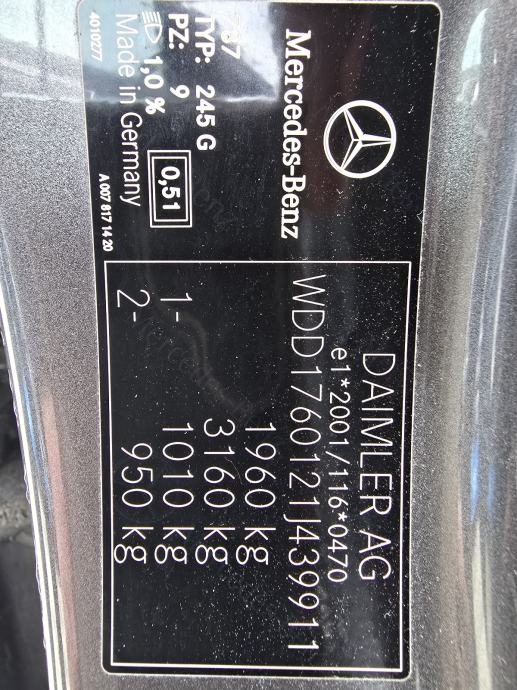 Mercedes-Benz
787
TYP: 245 G
PZ: 9
1,0 %
0,51
Made in Germany
4010277
A 007 817 14 20
DAIMLER AG
e1*2001/116*0470
WDD1760121J439911
1960 kg
3160 kg
1- 1010 kg
2- 950 kg